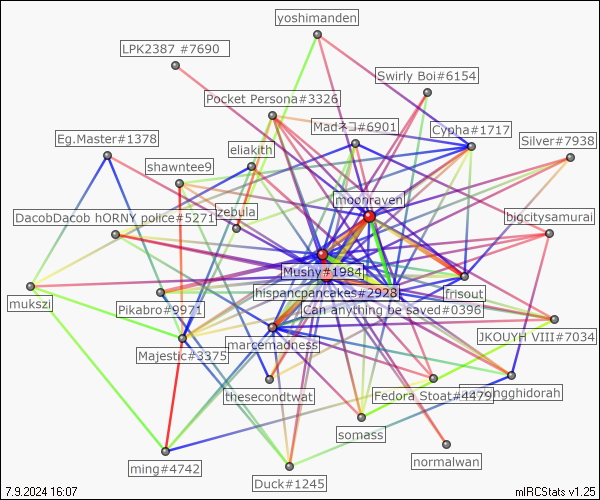 yoshimanden
LPK2387 #7690
Swirly Boi#6154
Pocket Persona#3326
Madネコ#6901
Cypha#1717
Eg.Master#1378
Silver#7938
eliakith
shawntee9
moonraven
DacobDacob hORNY police#5271
zebula
bigcitysamurai
Mushy#1984
hispancpancakes#2928
frisout
mukszi
Pikabro#9971
Can anything be saved#0396
JKOUYH VIII#7034
marcemadness
Majestic#3375
thesecondtwat
Fedora Stoat#4479
ngghidorah
somass
ming#4742
normalwan
Duck#1245
7.9.2024 16:07
mIRCStats v1.25